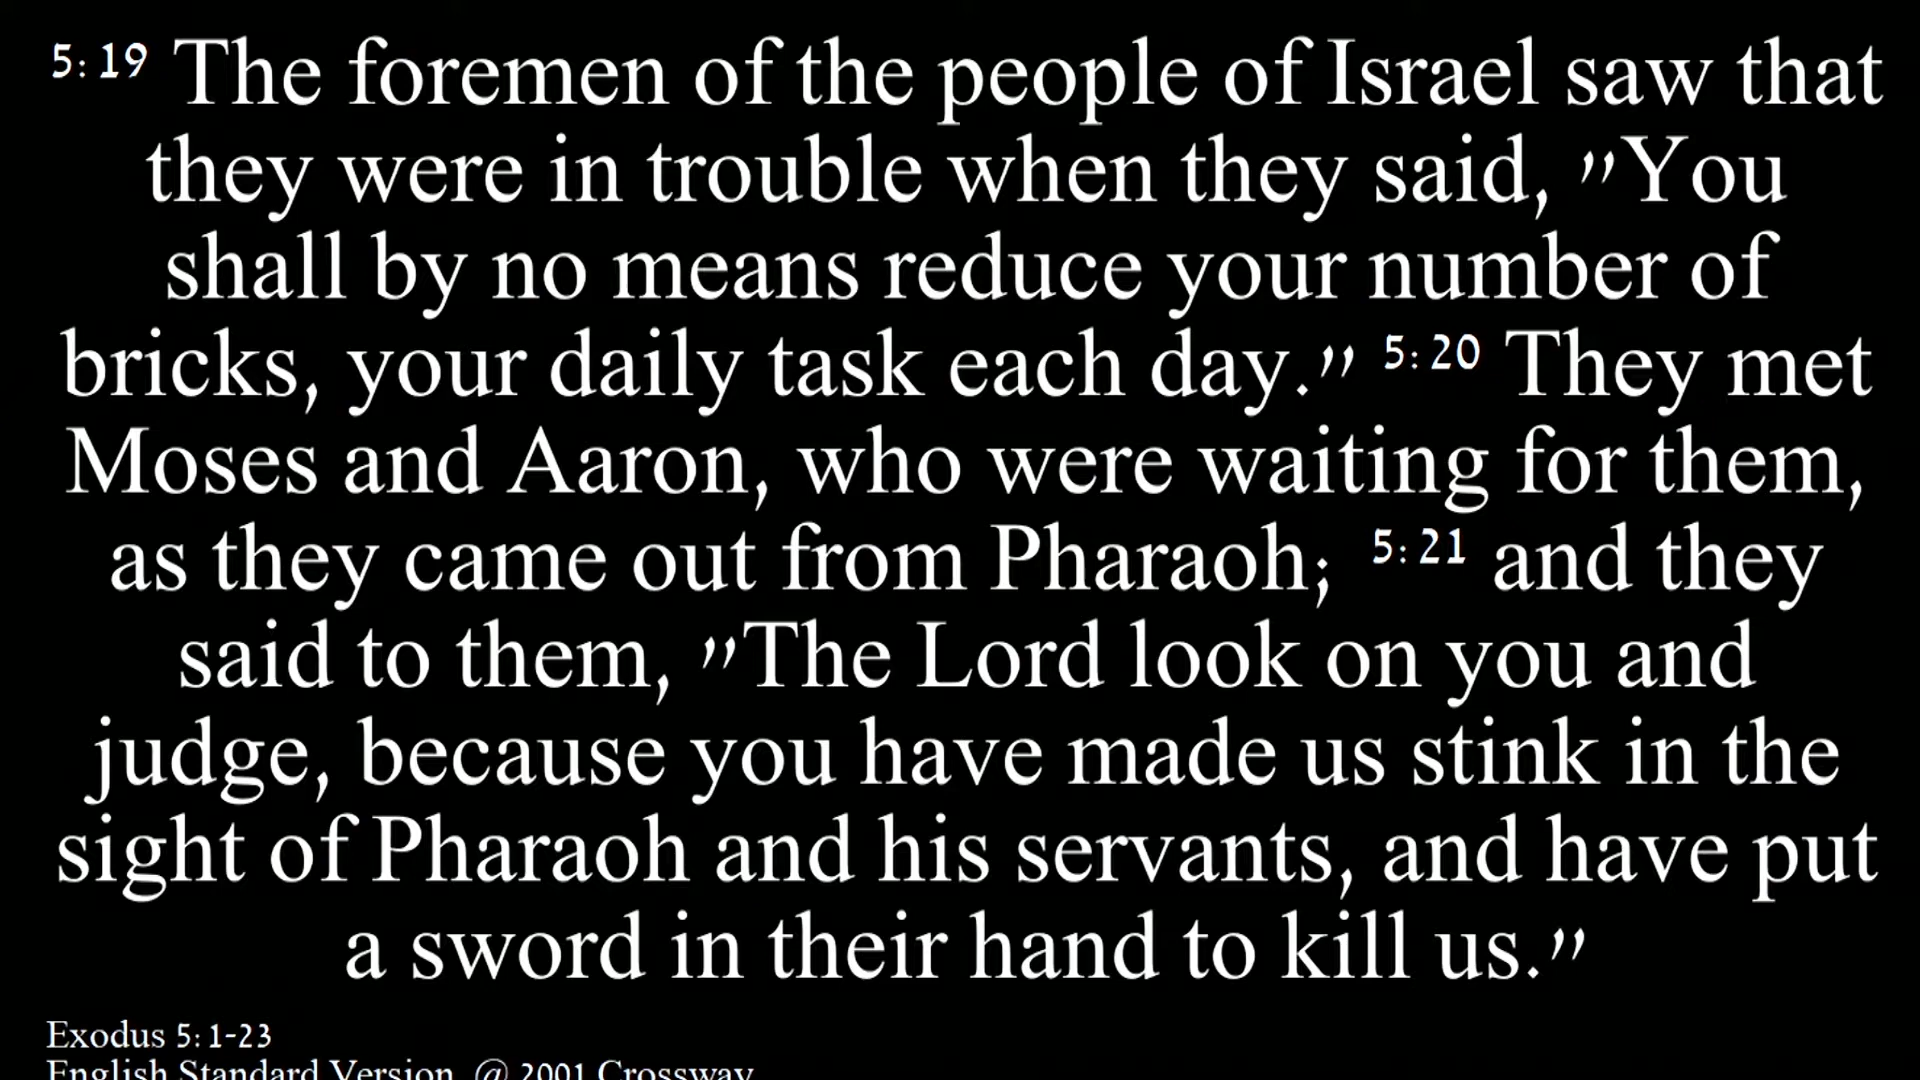 5:19 The foremen of the people of Israel saw that
they were in trouble when they said, "You
shall by no means reduce your number of
bricks, your daily task each day." 5:20 They met
Moses and Aaron, who were waiting for them,
as they came out from Pharaoh; 5:21 and they
said to them, "The Lord look on you and
judge, because you have made us stink in the
sight of Pharaoh and his servants, and have put
a sword in their hand to kill us."
Exodus 5:1-23
English Standard Version, @ 2001 Crossway